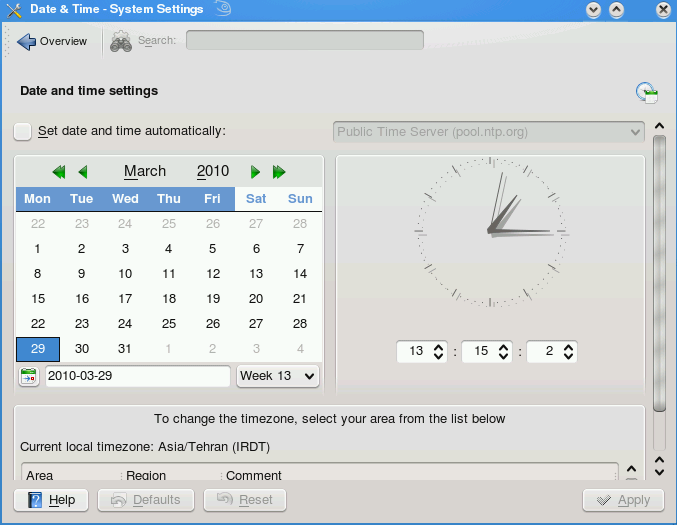 Date & Time - System Settings
Overview Search:
Date and time settings
Set date and time automatically: Public Time Server (pool.ntp.org)
March 2010
Mon Tue Wed Thu Fri Sat Sun
22 23 24 25 26 27 28
1 2 3 4 5 6 7
8 9 10 11 12 13 14
15 16 17 18 19 20 21
22 23 24 25 26 27 28
29 30 31 1 2 3 4
2010-03-29 Week 13
13 : 15 : 2
To change the timezone, select your area from the list below
Current local timezone: Asia/Tehran (IRDT)
Area Region Comment
Help Defaults Reset Apply